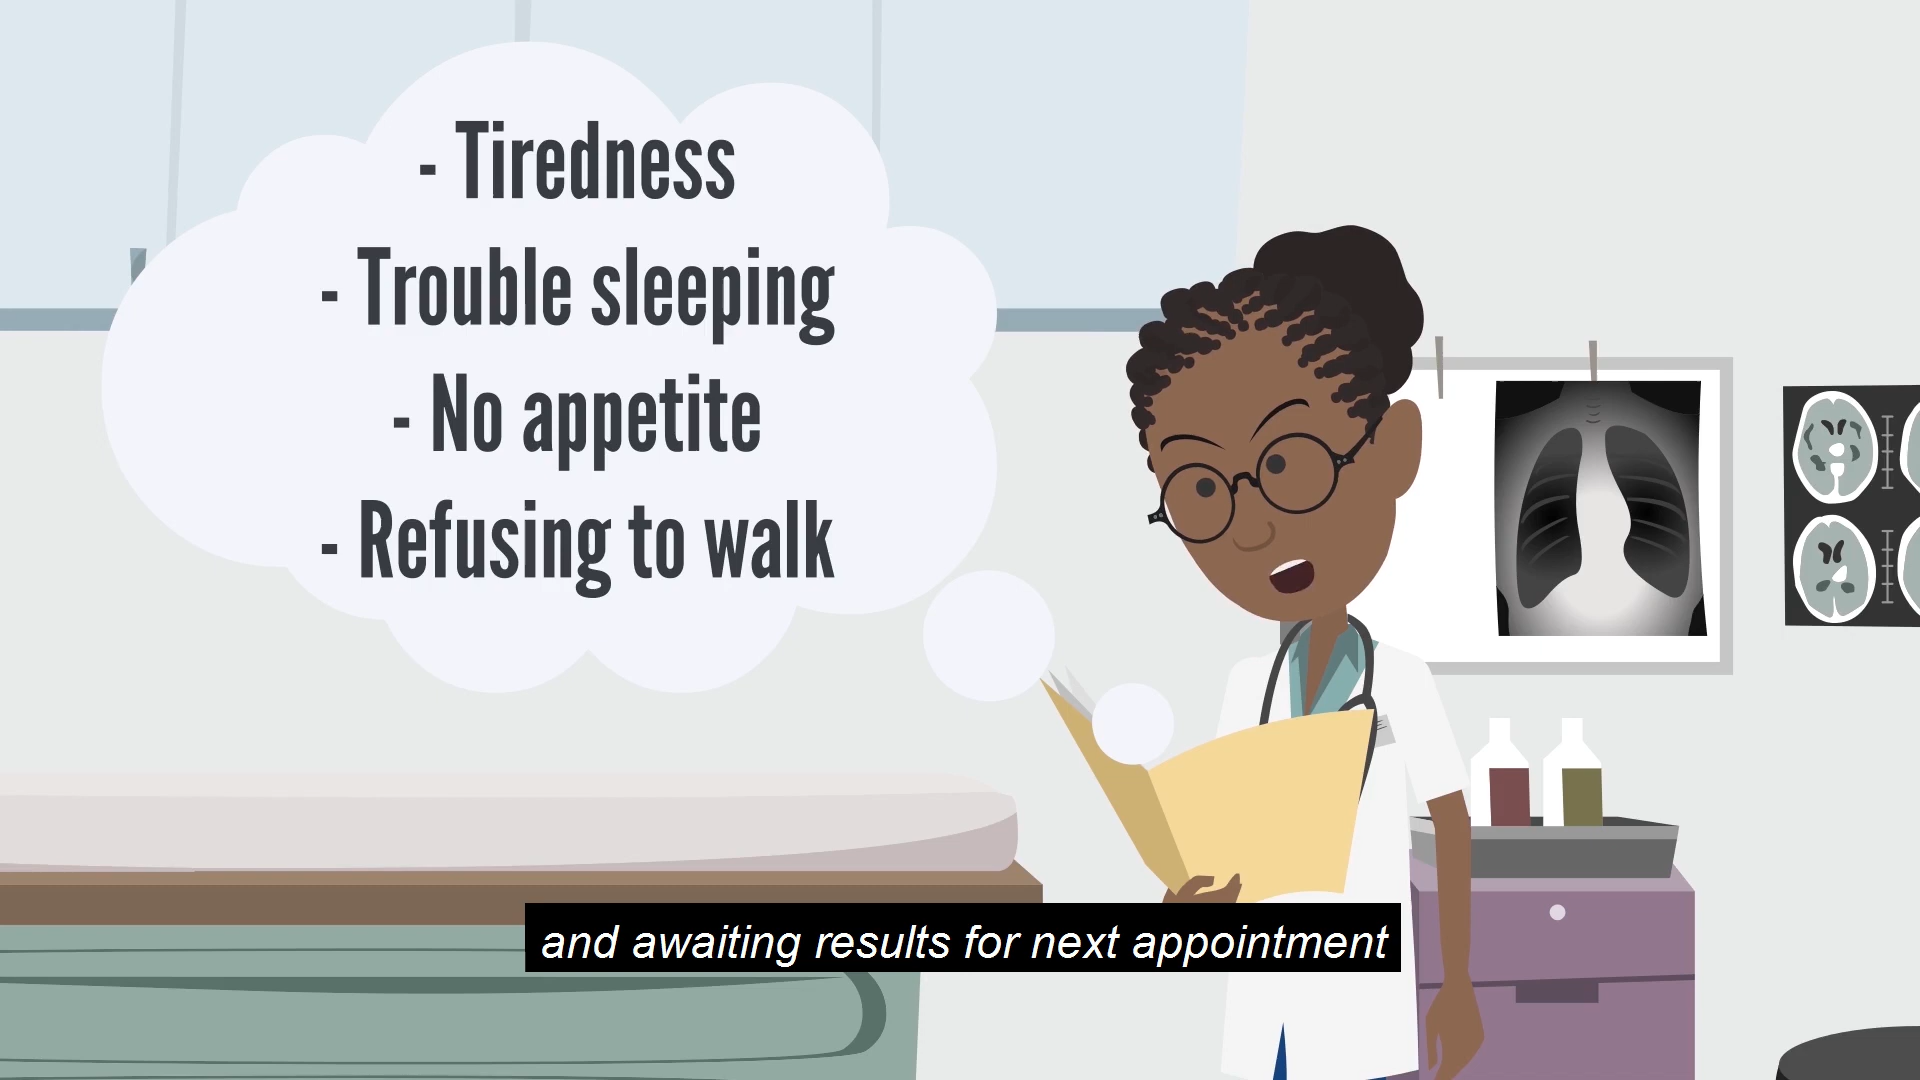 - Tiredness
- Trouble sleeping
- No appetite
- Refusing to walk
and awaiting results for next appointment